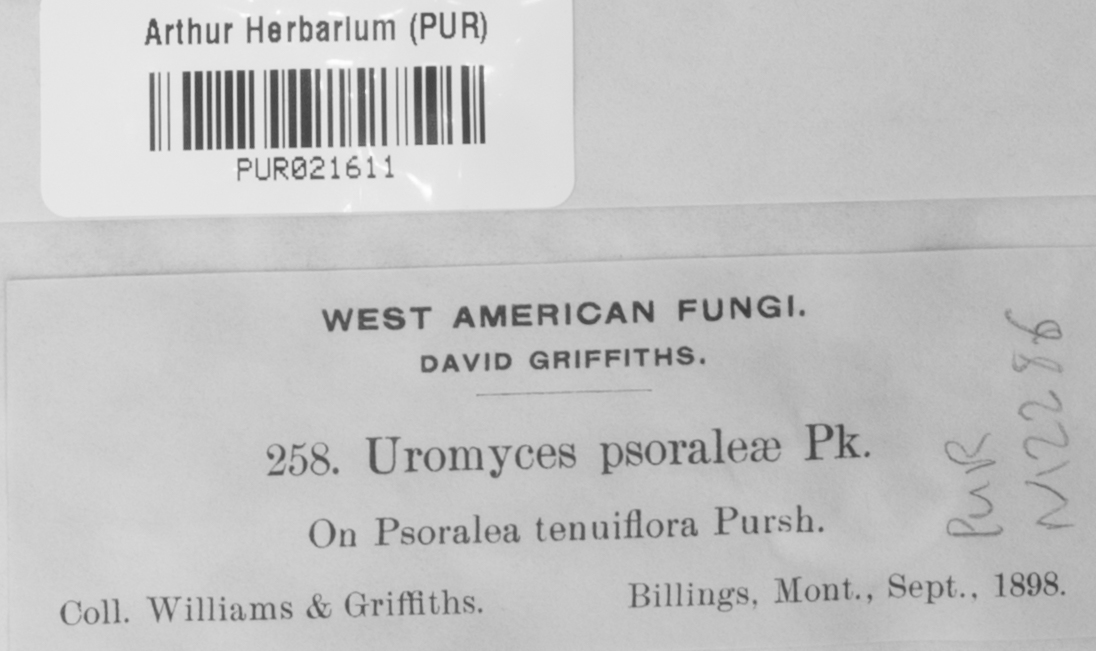 Arthur Herbarium (PUR)
PUR021611
WEST AMERICAN FUNGI.
DAVID GRIFFITHS.
258. Uromyces psoraleæ Pk.
On Psoralea tenuiflora Pursh.
Coll. Williams & Griffiths. Billings, Mont., Sept., 1898.
PUR
N12286